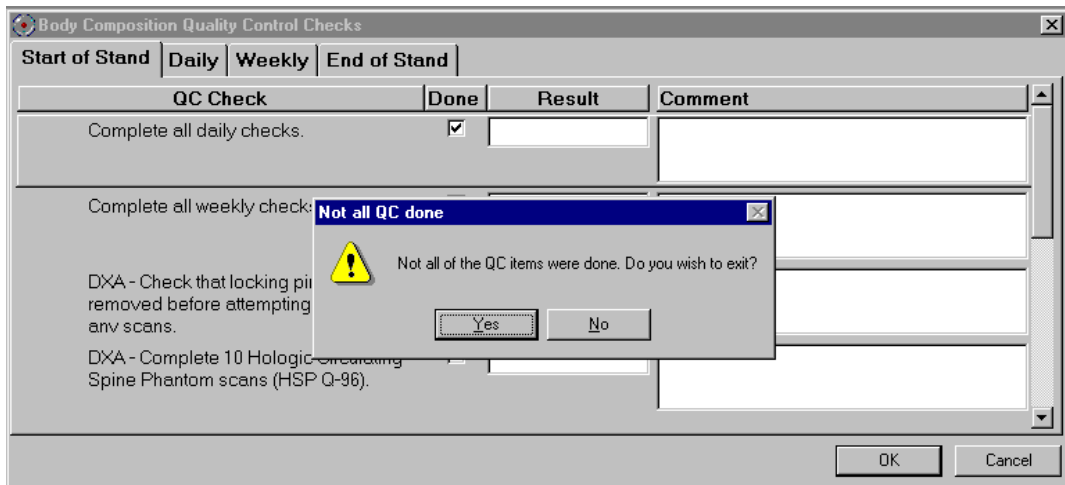 Body Composition Quality Control Checks
Start of Stand Daily Weekly End of Stand
QC Check Done Result Comment
Complete all daily checks.
Complete all weekly check
Not all QC done
Not all of the QC items were done. Do you wish to exit?
Yes No
DXA - Check that locking pi
removed before attempting
any scans.
DXA - Complete 10 Hologic
Spine Phantom scans (HSP Q-96).
OK Cancel